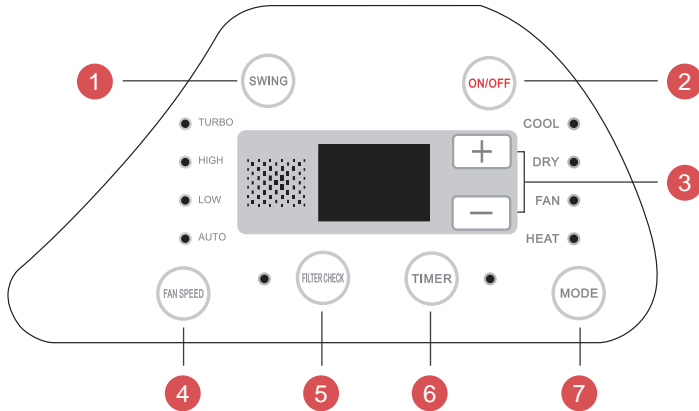 1
SWING
ON/OFF
2
TURBO
HIGH
LOW
AUTO
+
−
COOL
DRY
FAN
HEAT
3
FAN SPEED
FILTER CHECK
TIMER
MODE
4
5
6
7